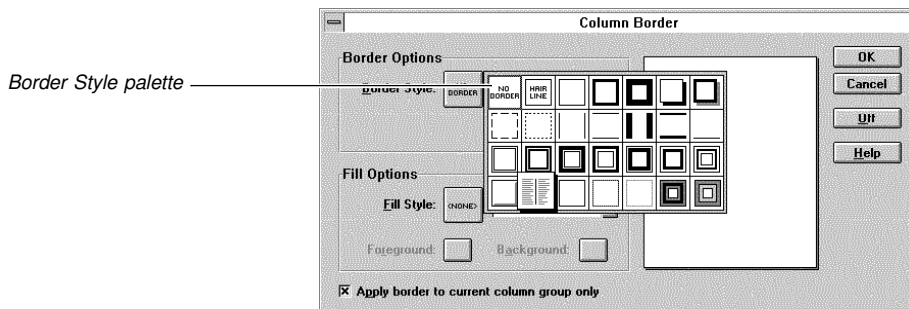 Column Border
Border Options
OK
Border Style palette
Border Style:
BORDER
NO BORDER
HAIR LINE
Cancel
Off
Help
Fill Options
Fill Style:
<NONE>
Foreground:
Background:
Apply border to current column group only